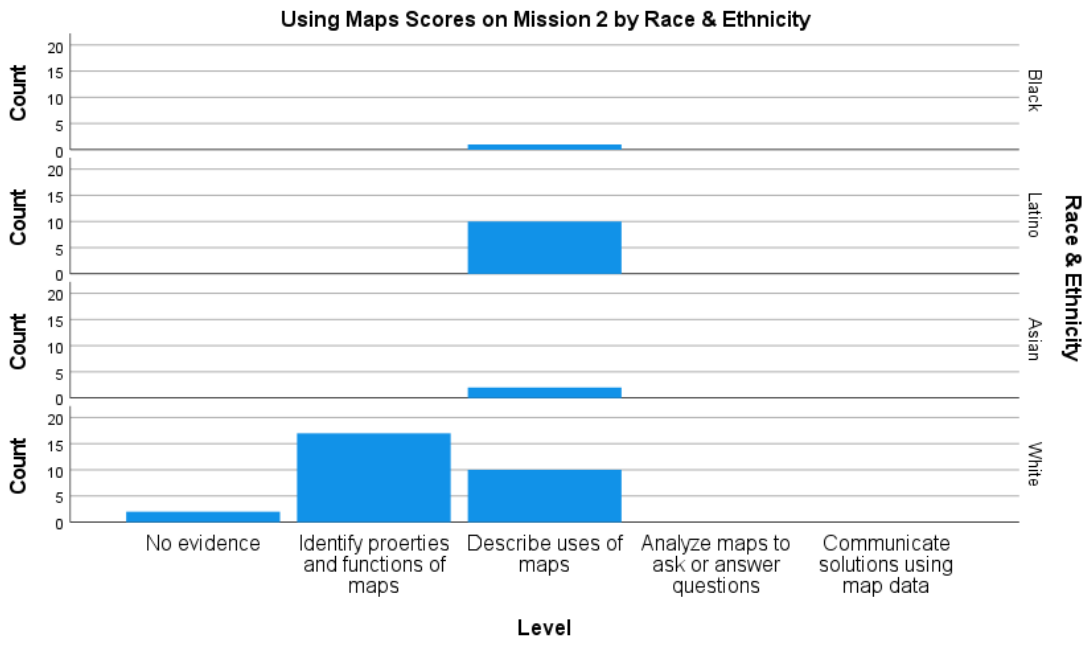 Using Maps Scores on Mission 2 by Race & Ethnicity
Count
20
15
10
5
0
Black
Count
20
15
10
5
0
Latino
Count
20
15
10
5
0
Asian
Count
20
15
10
5
0
White
Race & Ethnicity
No evidence
Identify proerties
and functions of
maps
Describe uses of
maps
Analyze maps to
ask or answer
questions
Communicate
solutions using
map data
Level